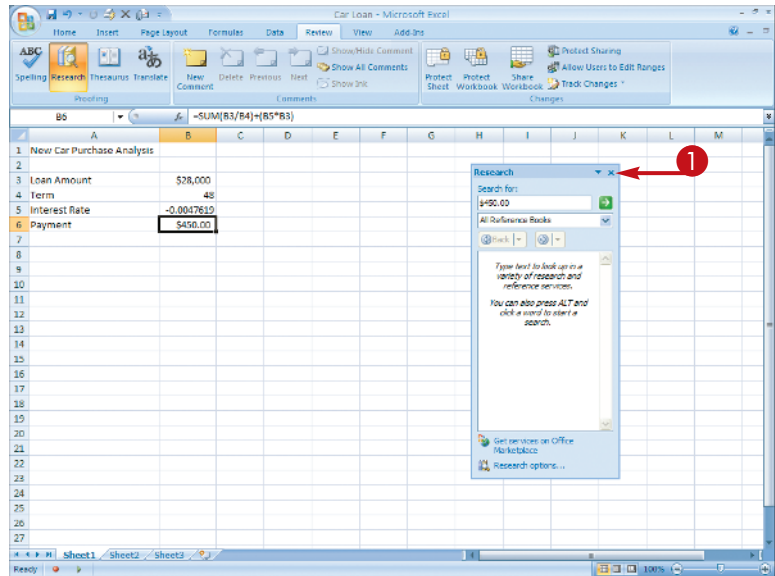 Car Loan - Microsoft Excel
Home Insert Page Layout Formulas Data Review View Add-Ins
ABC
Spelling Research Thesaurus Translate
New Comment Delete Previous Next
Show/Hide Comment
Show All Comments
Show Ink
Protect Sheet Protect Workbook Share Workbook
Protect Sharing
Allow Users to Edit Ranges
Track Changes
Proofing Comments Changes
B6 fx =SUM(B3/B4)+(B5*B3)
A B C D E F G H I J K L M
1 New Car Purchase Analysis
2
3 Loan Amount $28,000
4 Term 48
5 Interest Rate -0.0047619
6 Payment $450.00
7
8
9
10
11
12
13
14
15
16
17
18
19
20
21
22
23
24
25
26
27
Research
1
Search for:
$450.00
All Reference Books
Back
Type text to look up in a
variety of research and
reference services.
You can also press ALT and
click a word to start a
search.
Get services on Office
Marketplace
Research options...
Sheet1 Sheet2 Sheet3
Ready 100%